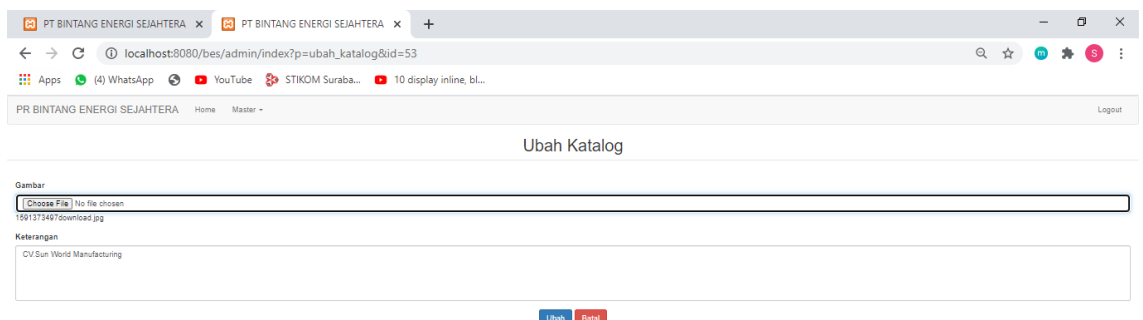 PT BINTANG ENERGI SEJAHTERA PT BINTANG ENERGI SEJAHTERA
localhost:8080/bes/admin/index?p=ubah_katalog&id=53 m S
Apps (4) WhatsApp YouTube STIKOM Suraba... 10 display inline, bl...
PR BINTANG ENERGI SEJAHTERA Home Master Logout
Ubah Katalog
Gambar
Choose File No file chosen
1591373497download.jpg
Keterangan
CV.Sun World Manufacturing
Ubah Batal